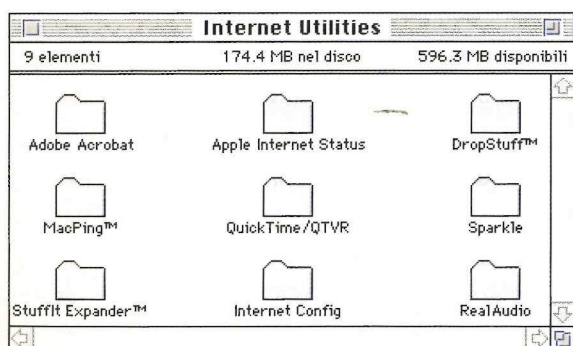 Internet Utilities
9 elementi 174.4 MB nel disco 596.3 MB disponibili
Adobe Acrobat Apple Internet Status DropStuff™
MacPing™ QuickTime/QTVR Sparkle
StuffIt Expander™ Internet Config RealAudio